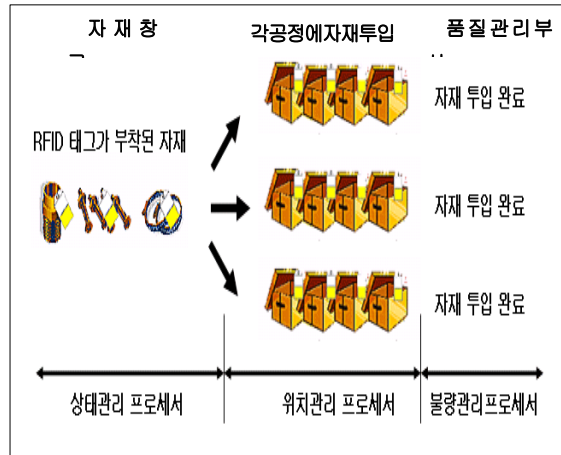 자 재 창
각공정에자재투입
품질관리부
RFID 태그가 부착된 자재
자재 투입 완료
자재 투입 완료
자재 투입 완료
상태관리 프로세서
위치관리 프로세서
불량관리프로세서